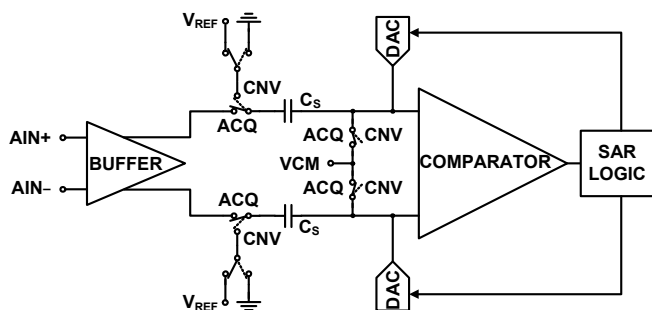 VREF
DAC
CNV
CS
ACQ
AIN+
BUFFER
ACQ
CNV
VCM
COMPARATOR
SAR
LOGIC
AIN−
ACQ
CNV
ACQ
CS
CNV
DAC
VREF